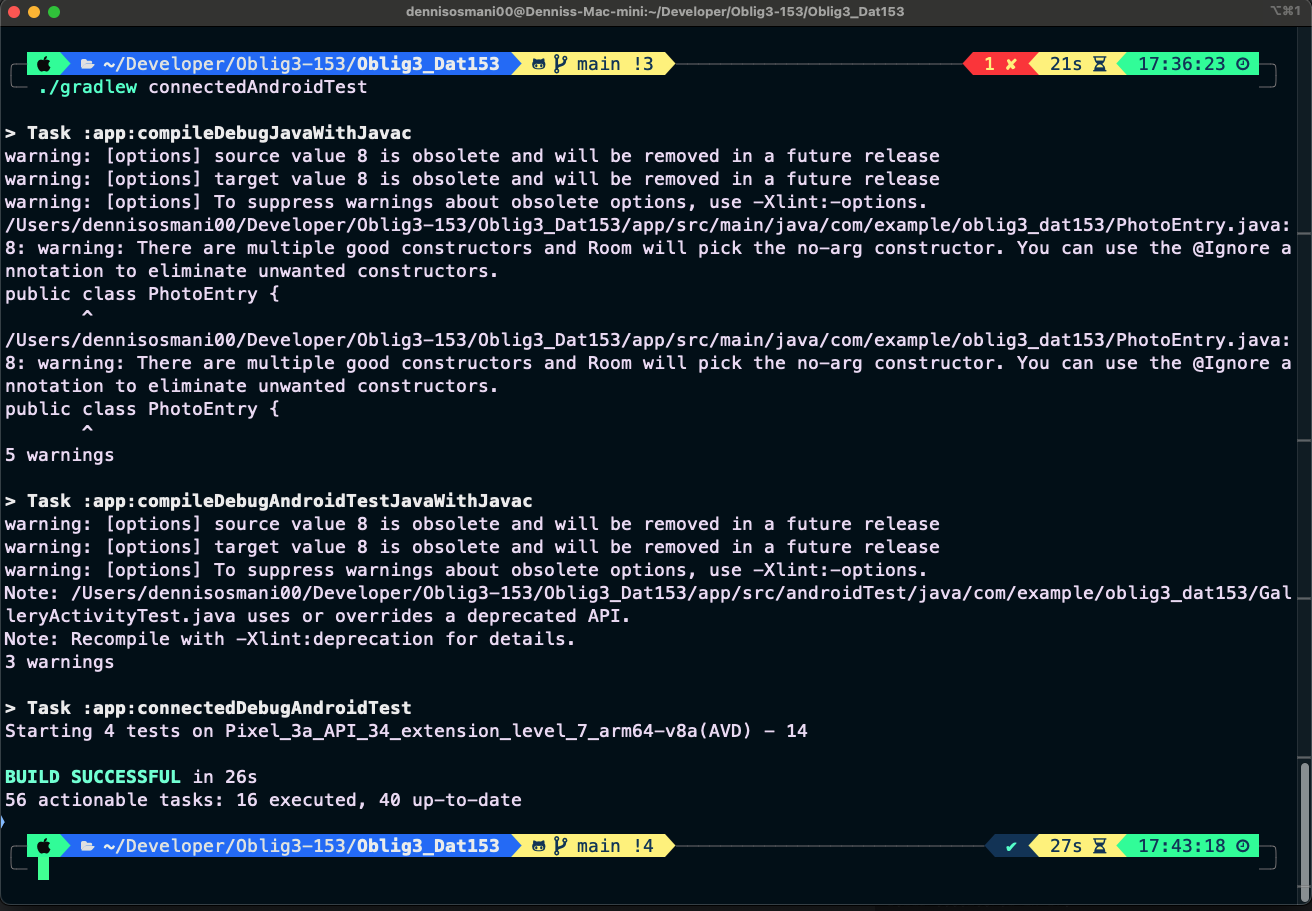 dennisosmani00@Denniss-Mac-mini:~/Developer/Oblig3-153/Oblig3_Dat153 ⌥⌘1
~/Developer/Oblig3-153/Oblig3_Dat153 main !3 1 ✘ 21s 17:36:23
./gradlew connectedAndroidTest
> Task :app:compileDebugJavaWithJavac
warning: [options] source value 8 is obsolete and will be removed in a future release
warning: [options] target value 8 is obsolete and will be removed in a future release
warning: [options] To suppress warnings about obsolete options, use -Xlint:-options.
/Users/dennisosmani00/Developer/Oblig3-153/Oblig3_Dat153/app/src/main/java/com/example/oblig3_dat153/PhotoEntry.java:
8: warning: There are multiple good constructors and Room will pick the no-arg constructor. You can use the @Ignore a
nnotation to eliminate unwanted constructors.
public class PhotoEntry {
^
/Users/dennisosmani00/Developer/Oblig3-153/Oblig3_Dat153/app/src/main/java/com/example/oblig3_dat153/PhotoEntry.java:
8: warning: There are multiple good constructors and Room will pick the no-arg constructor. You can use the @Ignore a
nnotation to eliminate unwanted constructors.
public class PhotoEntry {
^
5 warnings
> Task :app:compileDebugAndroidTestJavaWithJavac
warning: [options] source value 8 is obsolete and will be removed in a future release
warning: [options] target value 8 is obsolete and will be removed in a future release
warning: [options] To suppress warnings about obsolete options, use -Xlint:-options.
Note: /Users/dennisosmani00/Developer/Oblig3-153/Oblig3_Dat153/app/src/androidTest/java/com/example/oblig3_dat153/Gal
leryActivityTest.java uses or overrides a deprecated API.
Note: Recompile with -Xlint:deprecation for details.
3 warnings
> Task :app:connectedDebugAndroidTest
Starting 4 tests on Pixel_3a_API_34_extension_level_7_arm64-v8a(AVD) - 14
BUILD SUCCESSFUL in 26s
56 actionable tasks: 16 executed, 40 up-to-date
~/Developer/Oblig3-153/Oblig3_Dat153 main !4 ✔ 27s 17:43:18